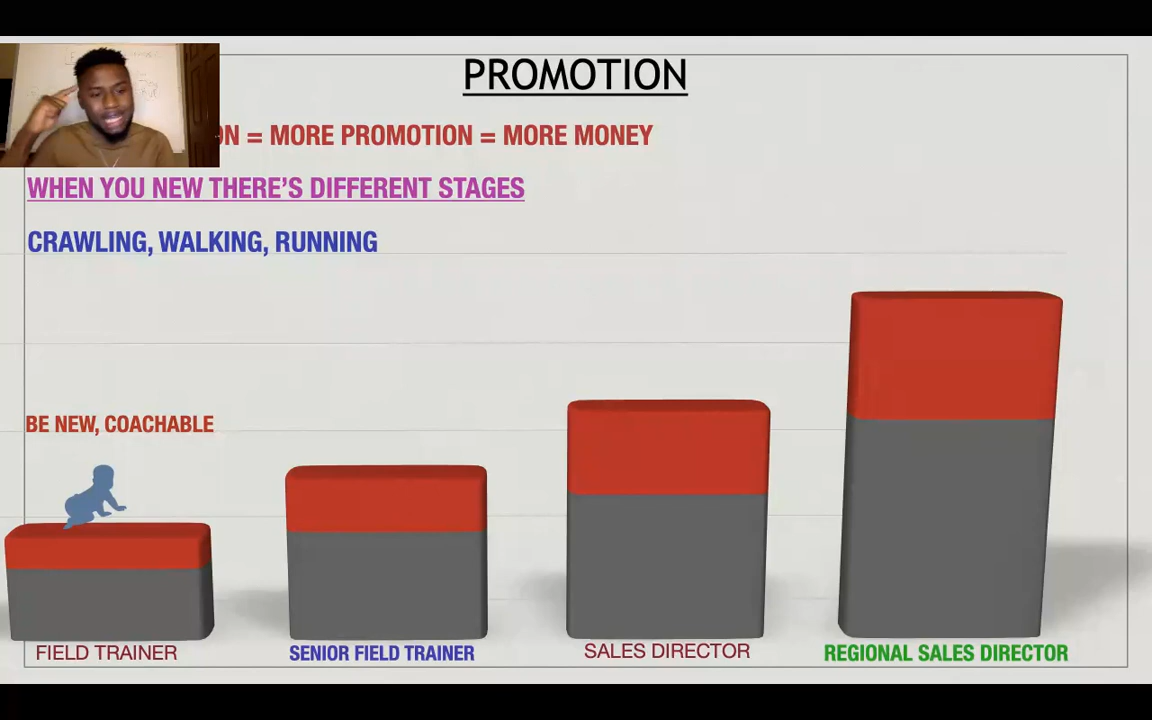 PROMOTION
ON = MORE PROMOTION = MORE MONEY
WHEN YOU NEW THERE'S DIFFERENT STAGES
CRAWLING, WALKING, RUNNING
BE NEW, COACHABLE
FIELD TRAINER
SENIOR FIELD TRAINER
SALES DIRECTOR
REGIONAL SALES DIRECTOR